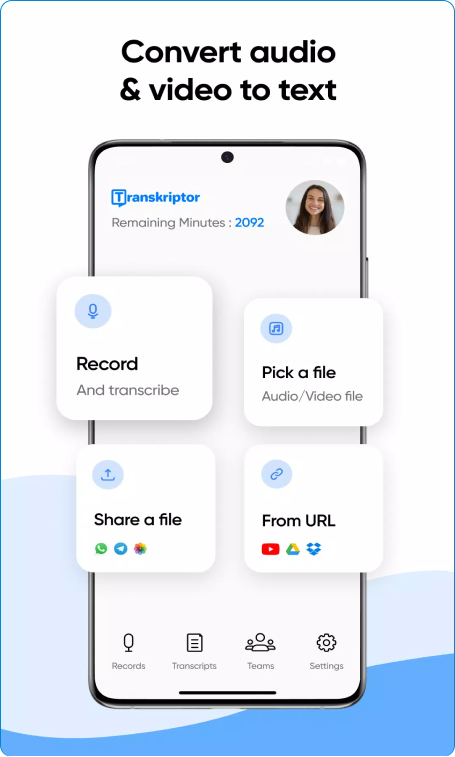 Convert audio
& video to text
Transkriptor
Remaining Minutes : 2092
Record
And transcribe
Pick a file
Audio/Video file
Share a file
From URL
Records
Transcripts
Teams
Settings